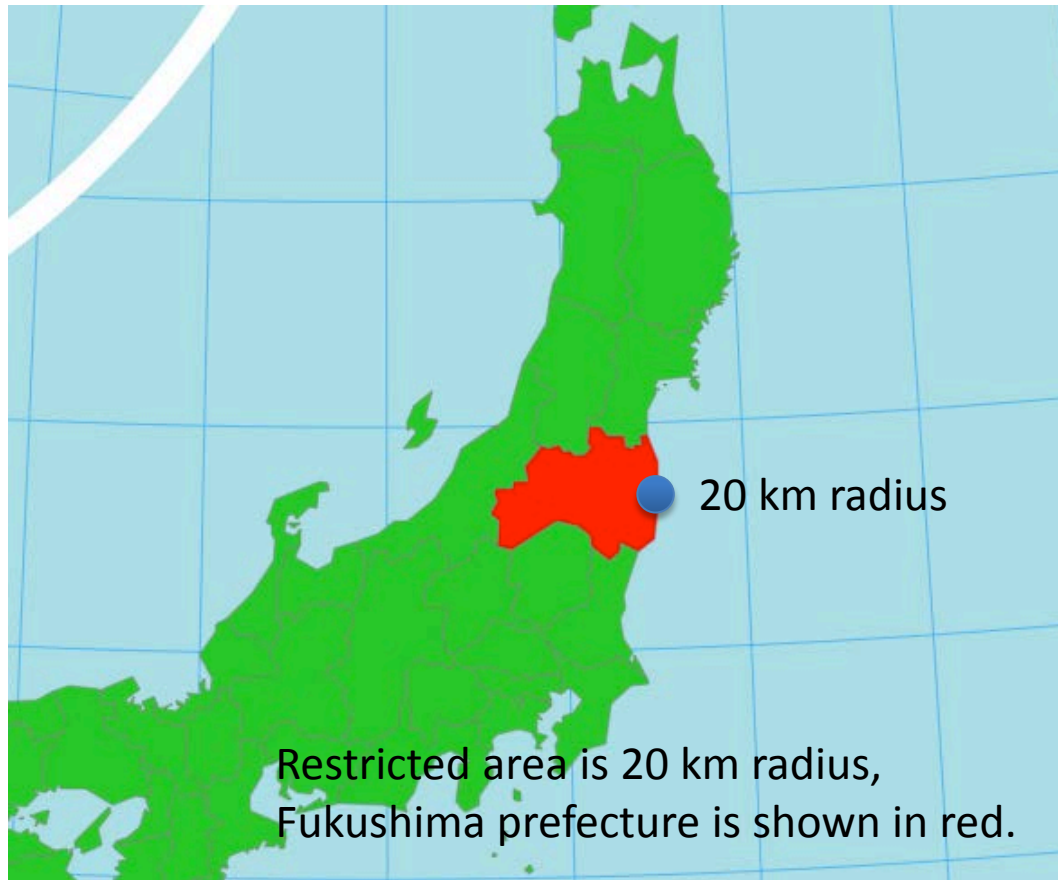 20 km radius
Restricted area is 20 km radius,
Fukushima prefecture is shown in red.